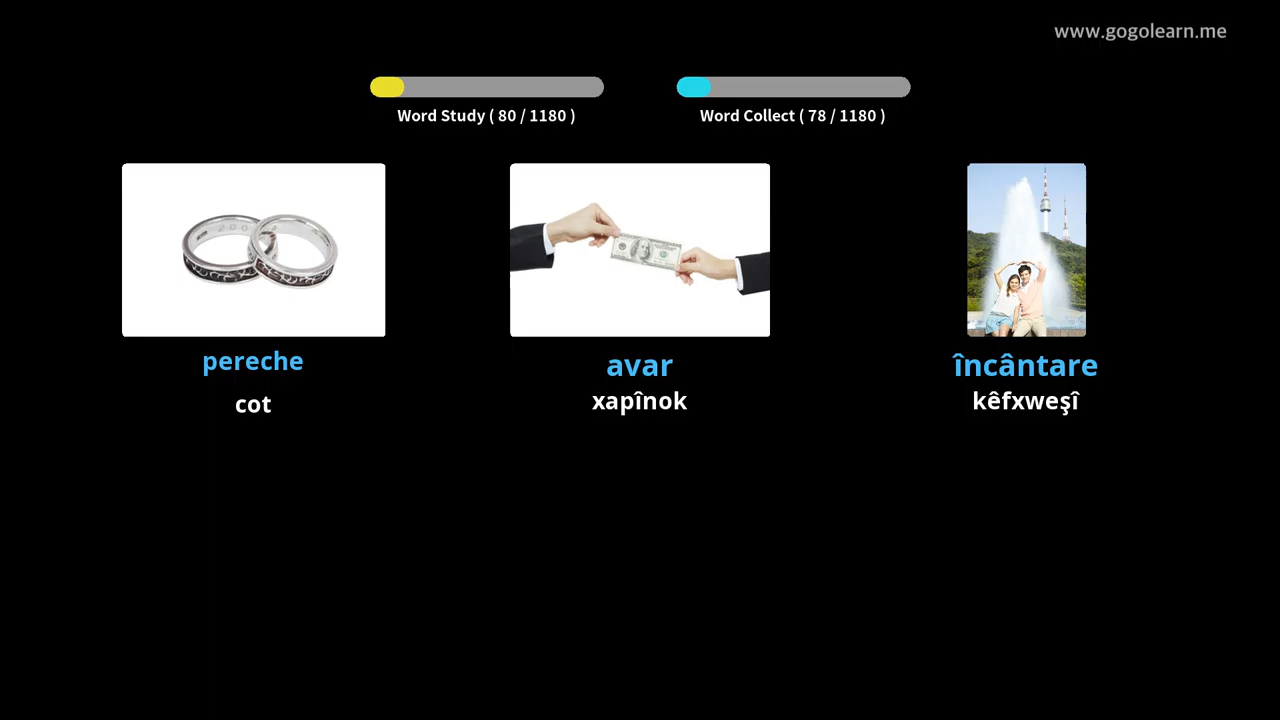 www.gogolearn.me
Word Study ( 80 / 1180 )
Word Collect ( 78 / 1180 )
pereche
cot
avar
xapînok
încântare
kêfxweşî